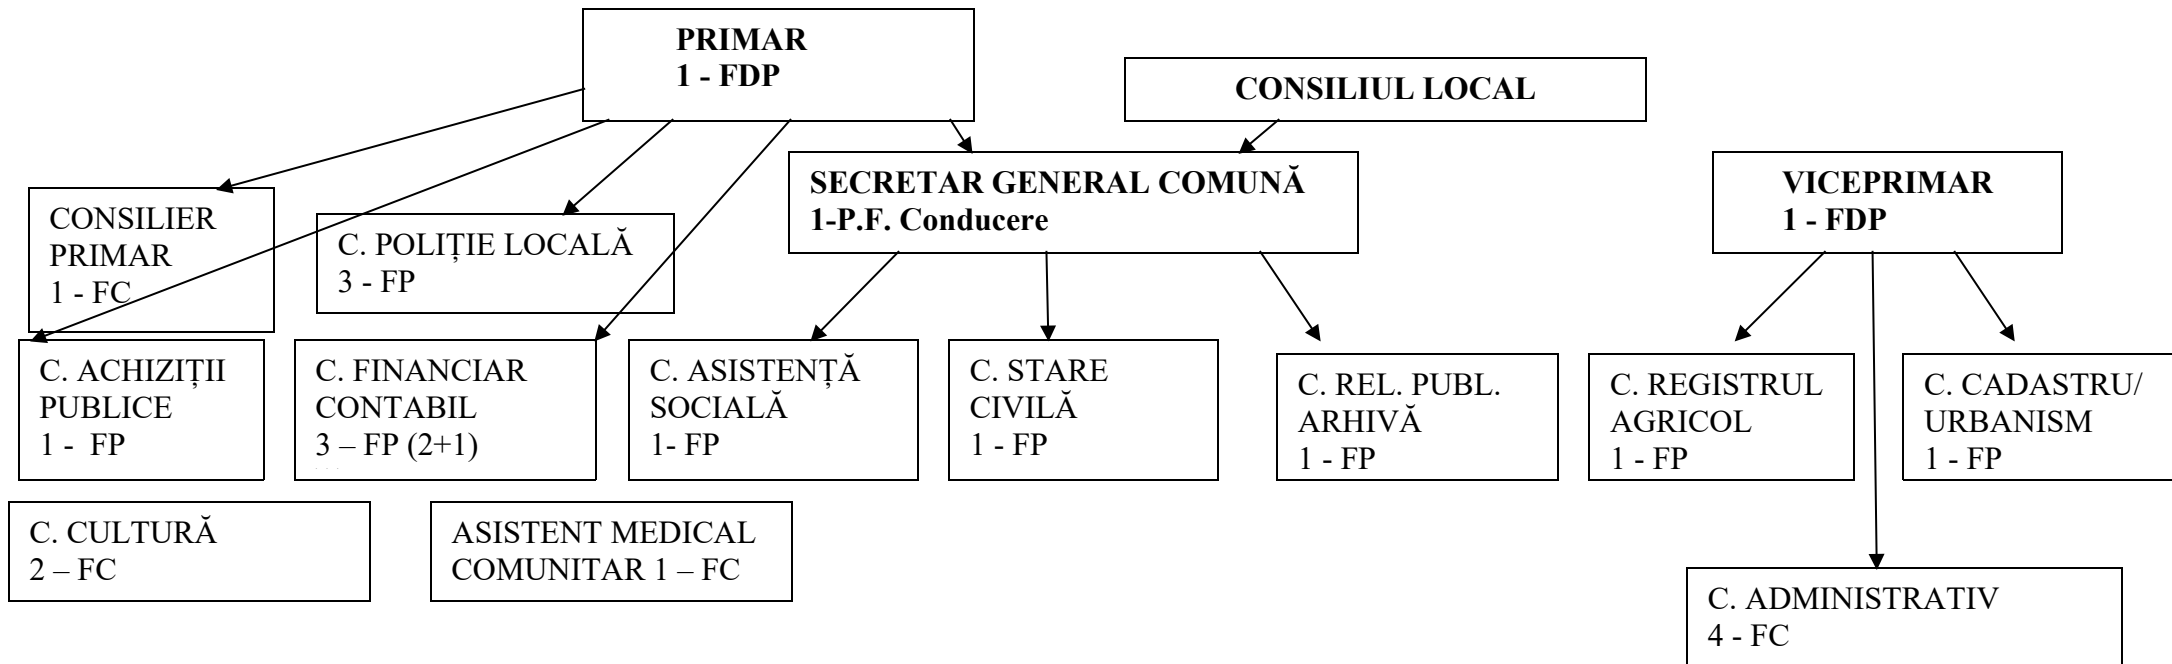 PRIMAR
1 - FDP
CONSILIUL LOCAL
SECRETAR GENERAL COMUNĂ
1-P.F. Conducere
VICEPRIMAR
1 - FDP
CONSILIER
PRIMAR
1 - FC
C. POLIȚIE LOCALĂ
3 - FP
C. ACHIZIȚII
PUBLICE
1 - FP
C. FINANCIAR
CONTABIL
3 – FP (2+1)
C. ASISTENȚĂ
SOCIALĂ
1- FP
C. STARE
CIVILĂ
1 - FP
C. REL. PUBL.
ARHIVĂ
1 - FP
C. REGISTRUL
AGRICOL
1 - FP
C. CADASTRU/
URBANISM
1 - FP
C. CULTURĂ
2 – FC
ASISTENT MEDICAL
COMUNITAR 1 – FC
C. ADMINISTRATIV
4 - FC